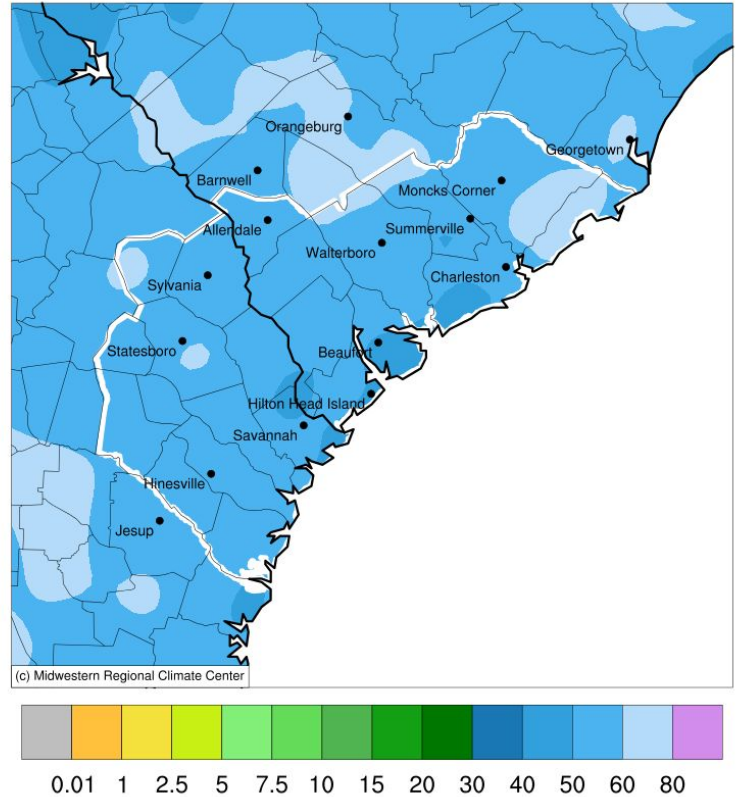 Orangeburg
Georgetown
Barnwell
Moncks Corner
Allendale
Summerville
Walterboro
Charleston
Sylvania
Statesboro
Beaufort
Hilton Head Island
Savannah
Hinesville
Jesup
(c) Midwestern Regional Climate Center
0.01 1 2.5 5 7.5 10 15 20 30 40 50 60 80